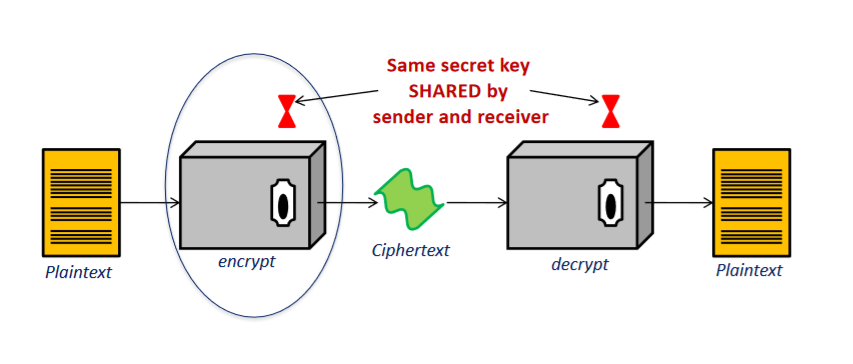 Same secret key
SHARED by
sender and receiver
Plaintext
encrypt
Ciphertext
decrypt
Plaintext